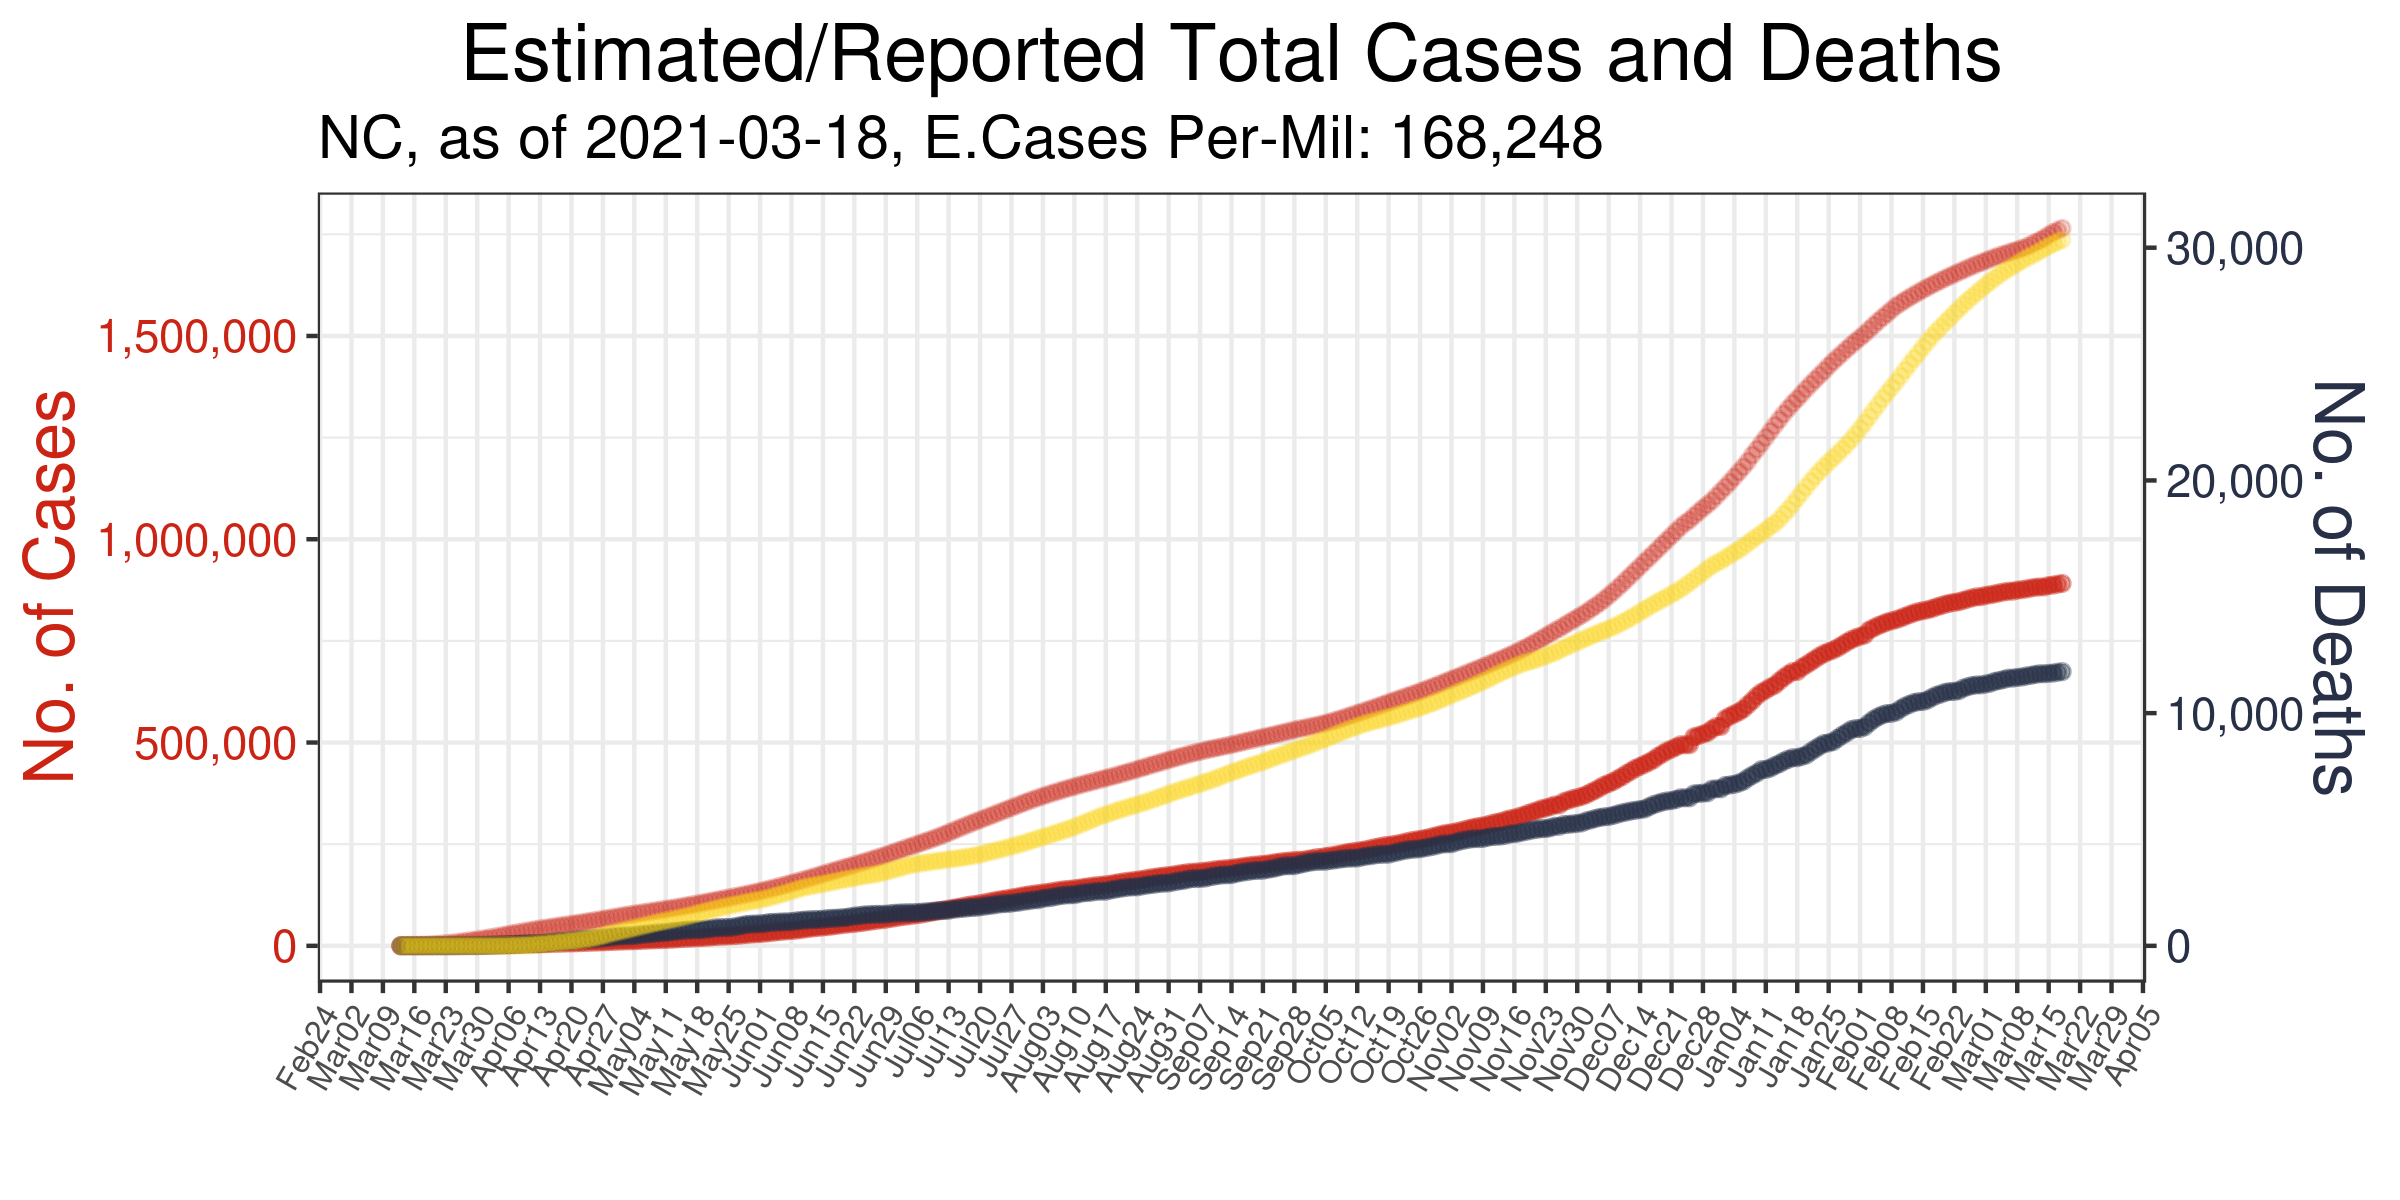 Estimated/Reported Total Cases and Deaths
NC, as of 2021-03-18, E.Cases Per-Mil: 168,248
No. of Cases
1,500,000
1,000,000
500,000
0
30,000
20,000
10,000
0
No. of Deaths
Feb24
Mar02
Mar09
Mar16
Mar23
Mar30
Apr06
Apr13
Apr20
Apr27
May04
May11
May18
May25
Jun01
Jun08
Jun15
Jun22
Jun29
Jul06
Jul13
Jul20
Jul27
Aug03
Aug10
Aug17
Aug24
Aug31
Sep07
Sep14
Sep21
Sep28
Oct05
Oct12
Oct19
Oct26
Nov02
Nov09
Nov16
Nov23
Nov30
Dec07
Dec14
Dec21
Dec28
Dec04
Jan11
Jan18
Jan25
Feb01
Feb08
Feb15
Feb22
Mar01
Mar08
Mar15
Mar22
Mar29
Apr05